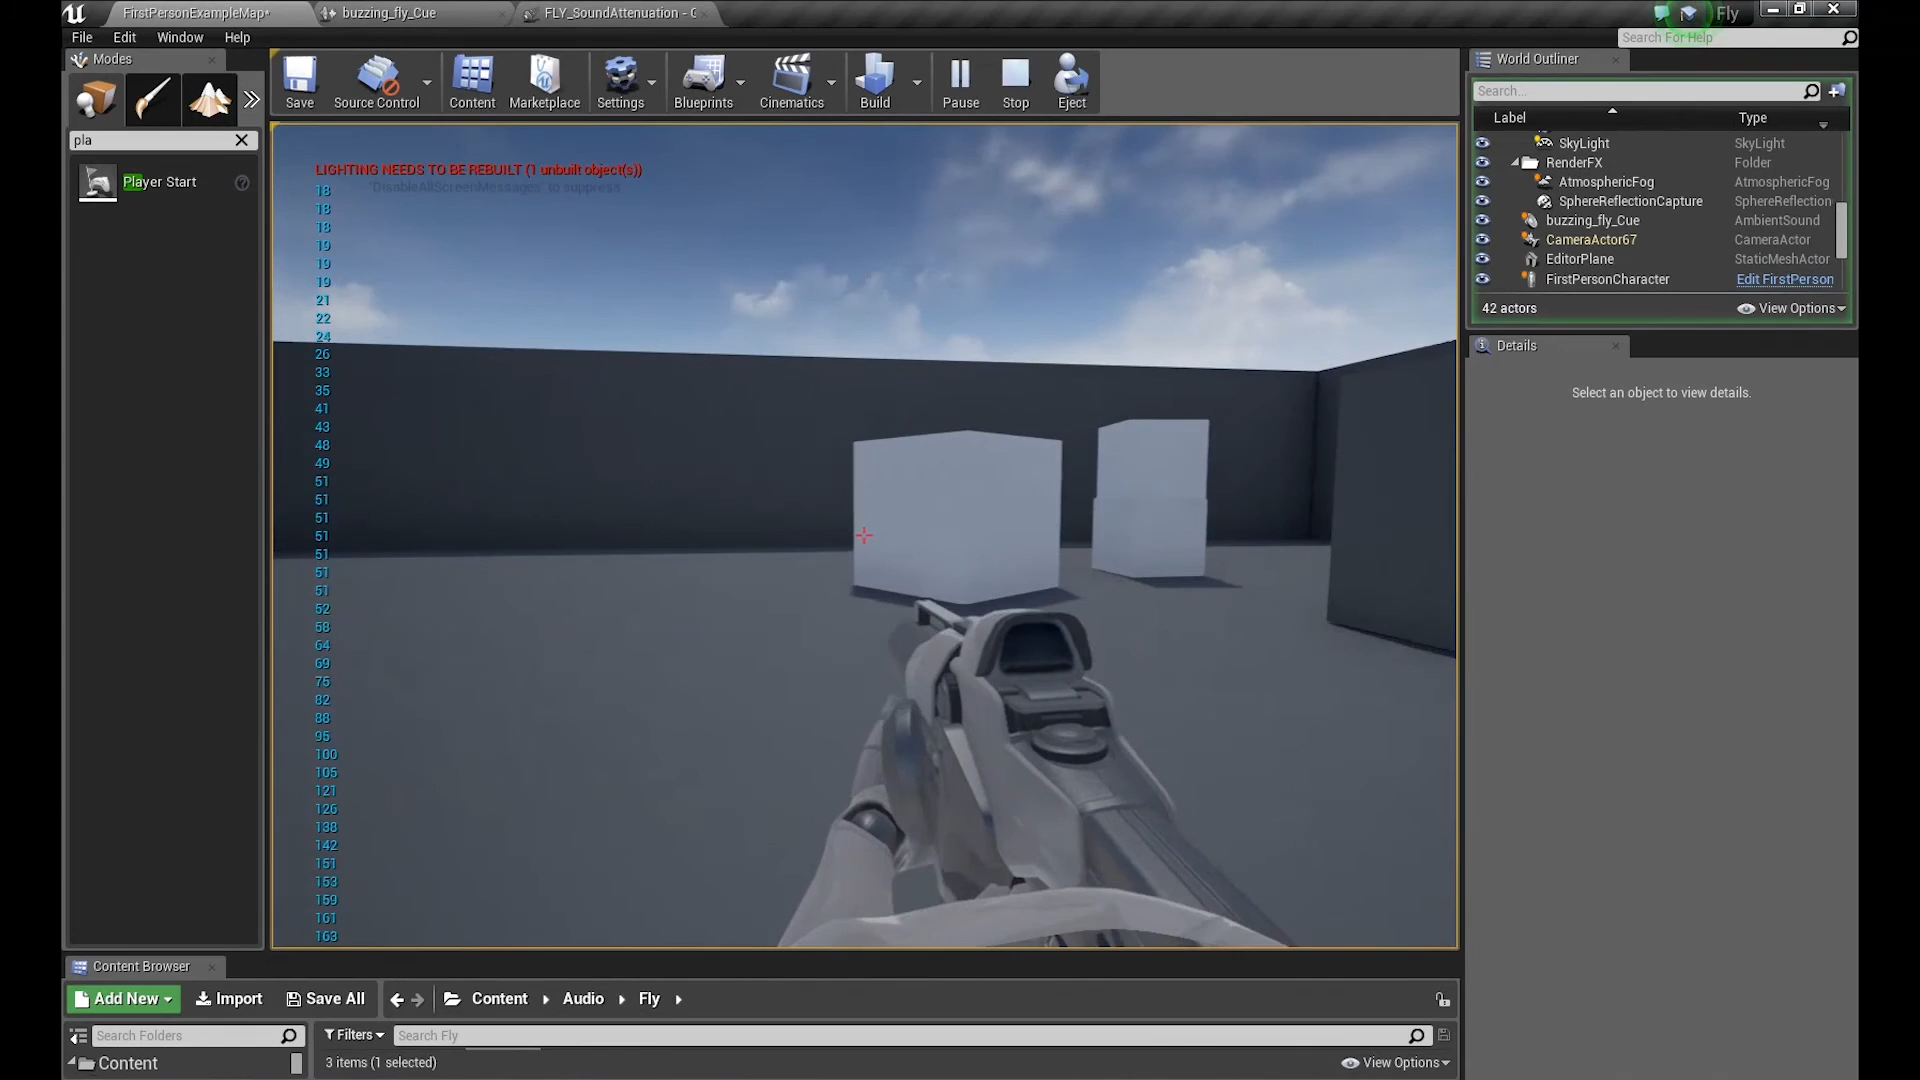 FirstPersonExampleMap*
buzzing_fly_Cue
FLY_SoundAttenuation - C
Fly
File Edit Window Help
Search For Help
Modes
Save
Source Control
Content
Marketplace
Settings
Blueprints
Cinematics
Build
Pause
Stop
Eject
pla
Player Start
World Outliner
Search...
Label Type
SkyLight SkyLight
RenderFX Folder
AtmosphericFog AtmosphericFog
SphereReflectionCapture SphereReflection
buzzing_fly_Cue AmbientSound
CameraActor67 CameraActor
EditorPlane StaticMeshActor
FirstPersonCharacter Edit FirstPerson
42 actors View Options
Details
Select an object to view details.
LIGHTING NEEDS TO BE REBUILT (1 unbuilt object(s))
'DisableAllScreenMessages' to suppress
18
18
18
19
19
19
21
22
24
26
33
35
41
43
48
49
51
51
51
51
51
51
51
52
58
64
69
75
82
88
95
100
105
121
126
138
142
151
153
159
161
163
Content Browser
Add New Import Save All Content Audio Fly
Search Folders
Filters Search Fly
Content
3 items (1 selected) View Options